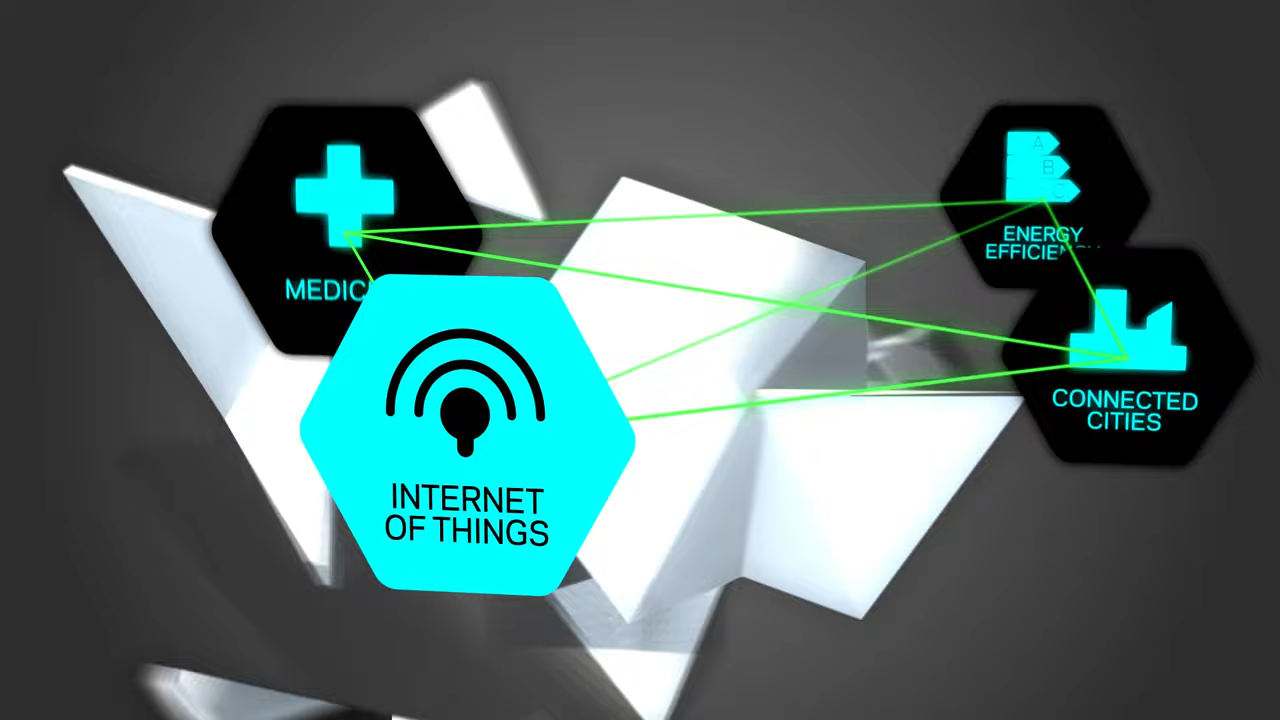 A
B
C
ENERGY
INTERNET
OF THINGS
CONNECTED
CITIES